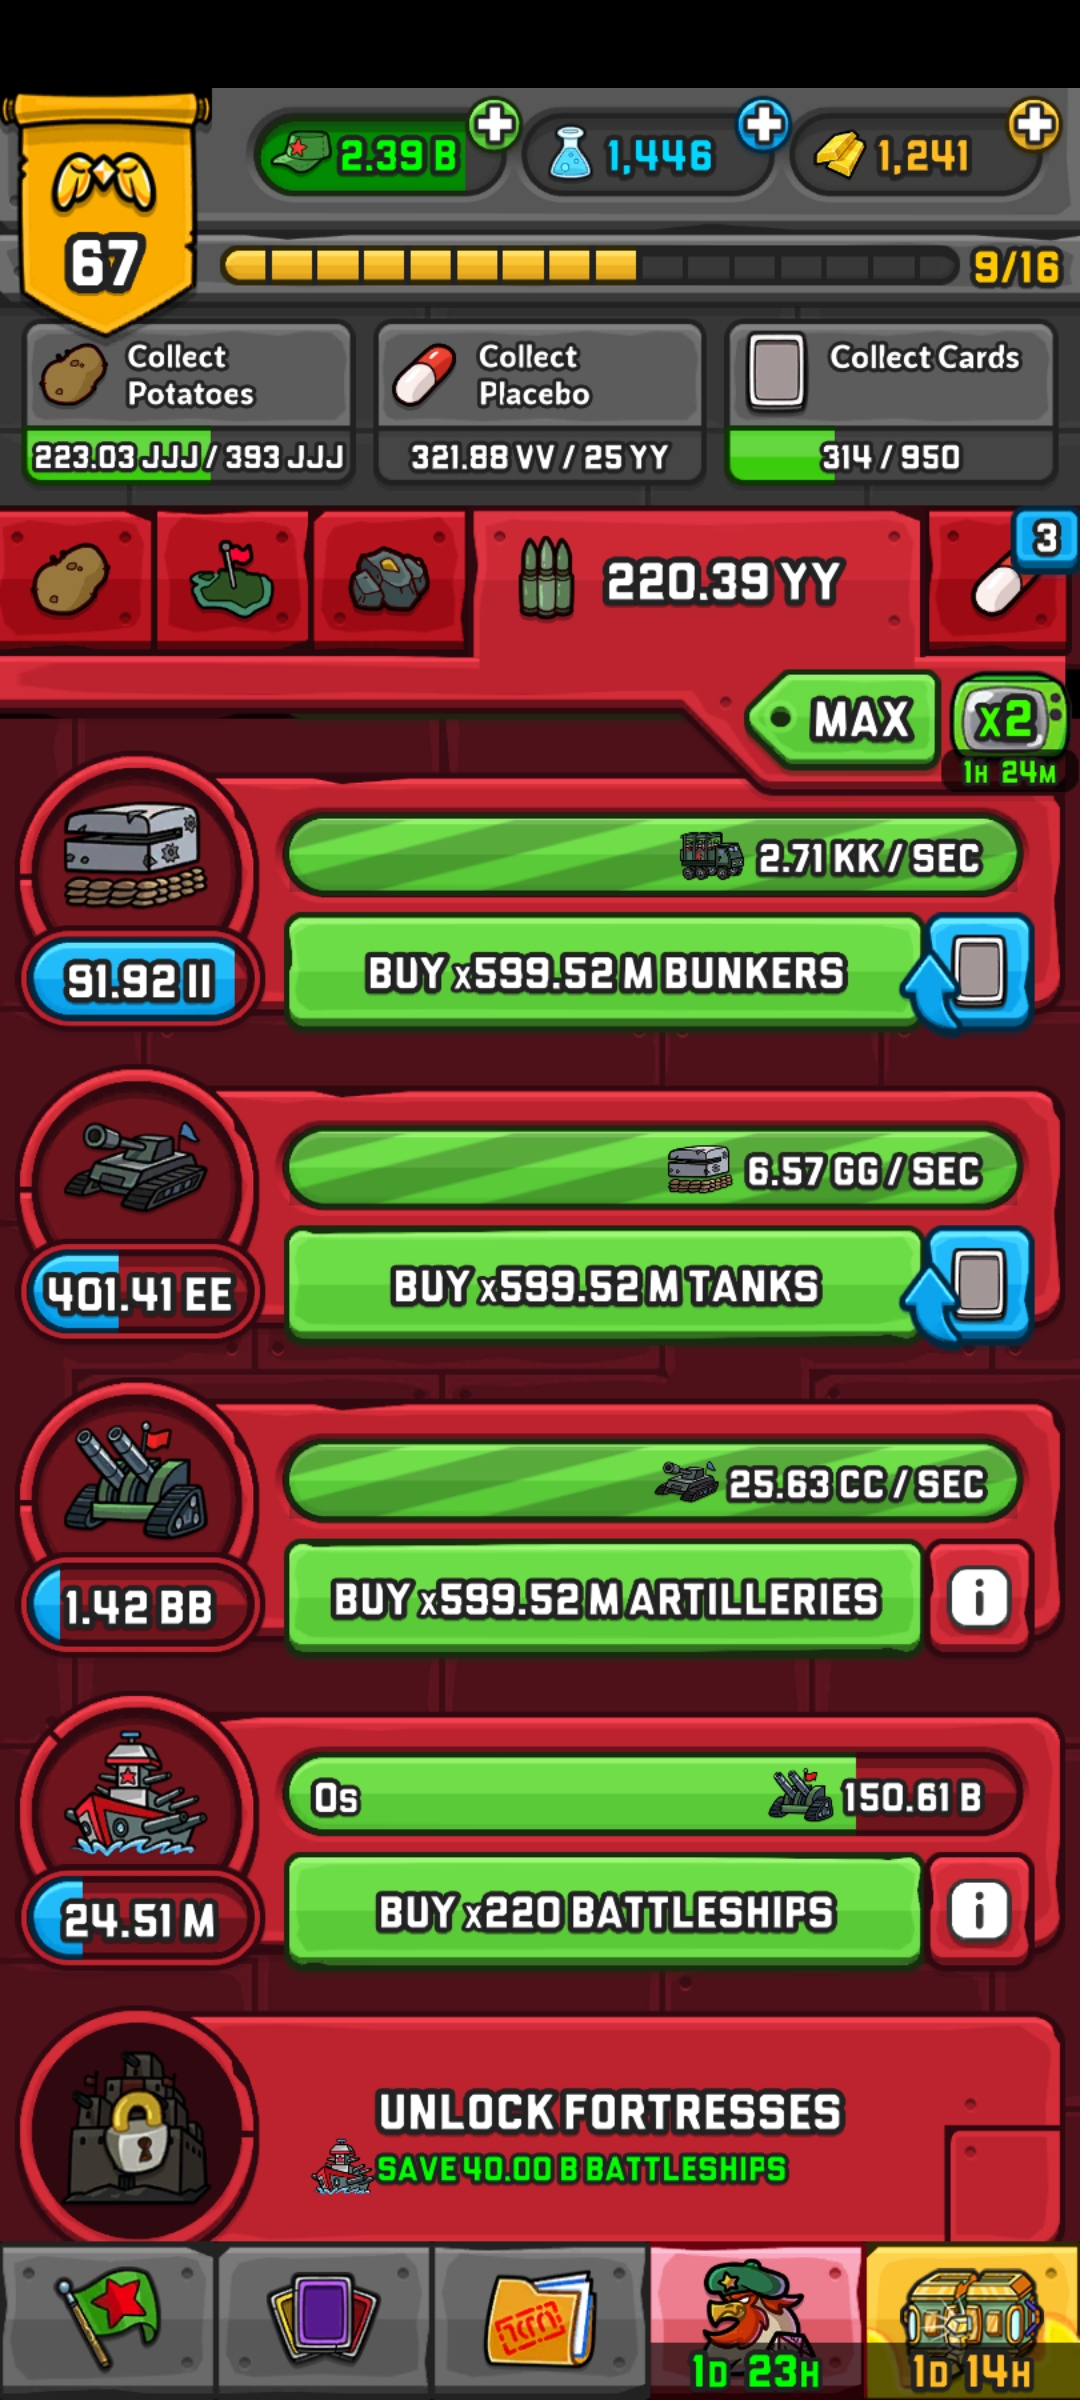 67
2.39 B
1,446
1,241
9/16
Collect
Potatoes
223.03 JJJ / 393 JJJ
Collect
Placebo
321.88 VV / 25 YY
Collect Cards
314 / 950
220.39 YY
3
MAX
x2
1H 24M
2.71 KK / SEC
91.92 II
BUY x599.52 M BUNKERS
6.57 GG / SEC
401.41 EE
BUY x599.52 M TANKS
25.63 CC / SEC
1.42 BB
BUY x599.52 M ARTILLERIES
i
0s
150.61 B
24.51 M
BUY x220 BATTLESHIPS
i
UNLOCK FORTRESSES
SAVE 40.00 B BATTLESHIPS
1D 23H
1D 14H